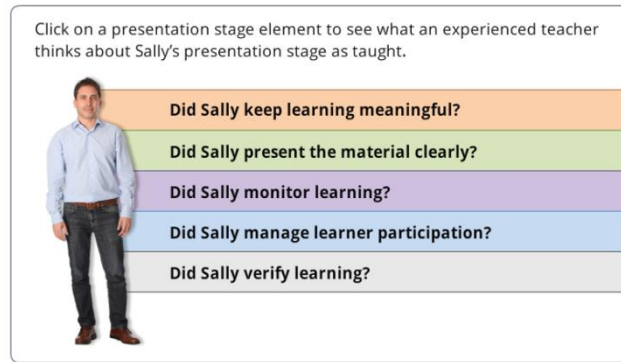 Click on a presentation stage element to see what an experienced teacher
thinks about Sally's presentation stage as taught.
Did Sally keep learning meaningful?
Did Sally present the material clearly?
Did Sally monitor learning?
Did Sally manage learner participation?
Did Sally verify learning?